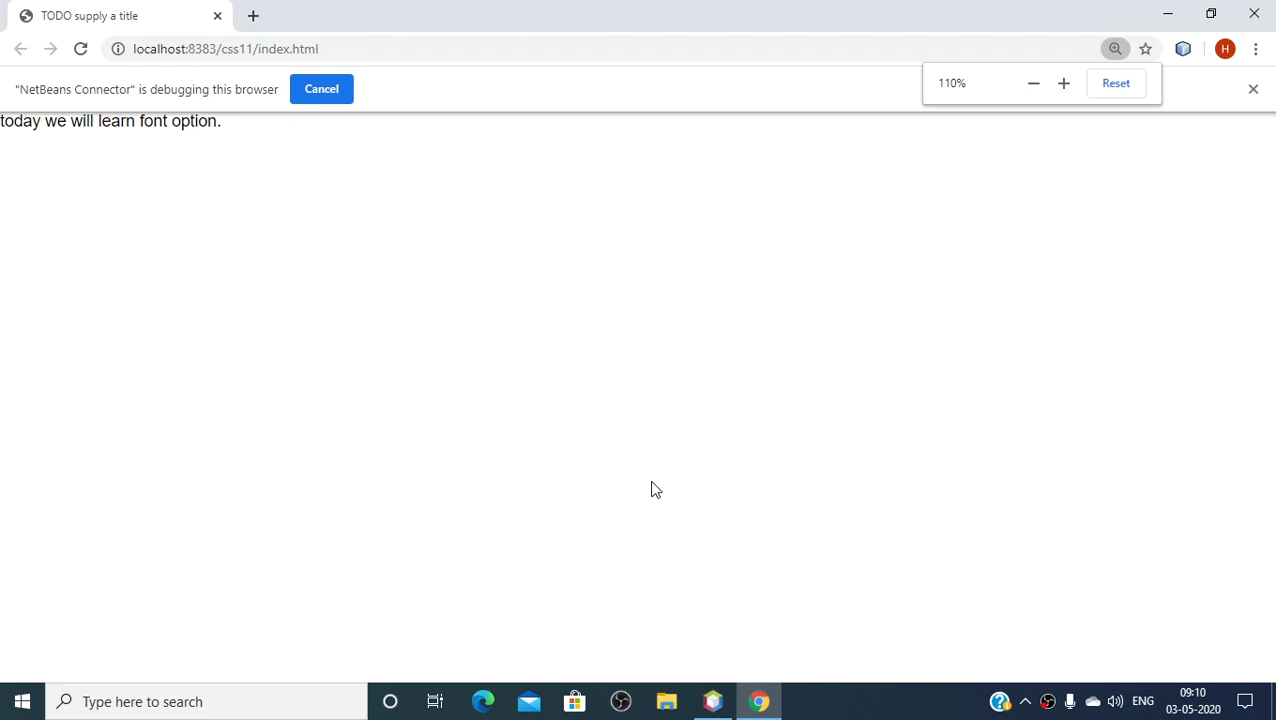 TODO supply a title
localhost:8383/css11/index.html
H
"NetBeans Connector" is debugging this browser
Cancel
110%
Reset
today we will learn font option.
Type here to search
ENG
09:10
03-05-2020